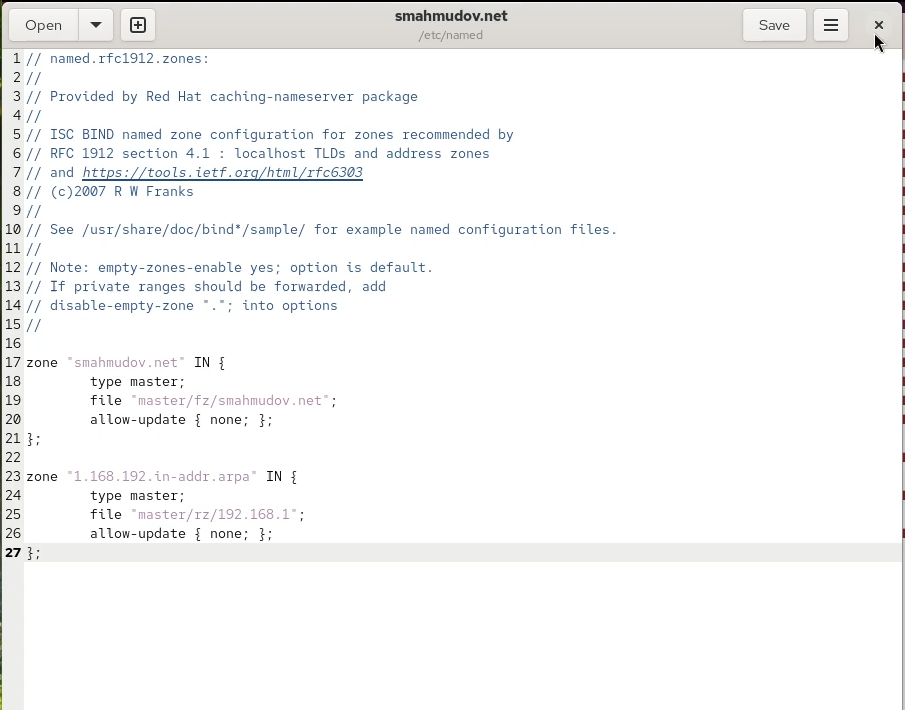 Open
smahmudov.net
/etc/named
Save
1 // named.rfc1912.zones:
2 //
3 // Provided by Red Hat caching-nameserver package
4 //
5 // ISC BIND named zone configuration for zones recommended by
6 // RFC 1912 section 4.1 : localhost TLDs and address zones
7 // and https://tools.ietf.org/html/rfc6303
8 // (c)2007 R W Franks
9 //
10 // See /usr/share/doc/bind*/sample/ for example named configuration files.
11 //
12 // Note: empty-zones-enable yes; option is default.
13 // If private ranges should be forwarded, add
14 // disable-empty-zone "."; into options
15 //
16
17 zone "smahmudov.net" IN {
18         type master;
19         file "master/fz/smahmudov.net";
20         allow-update { none; };
21 };
22
23 zone "1.168.192.in-addr.arpa" IN {
24         type master;
25         file "master/rz/192.168.1";
26         allow-update { none; };
27 };